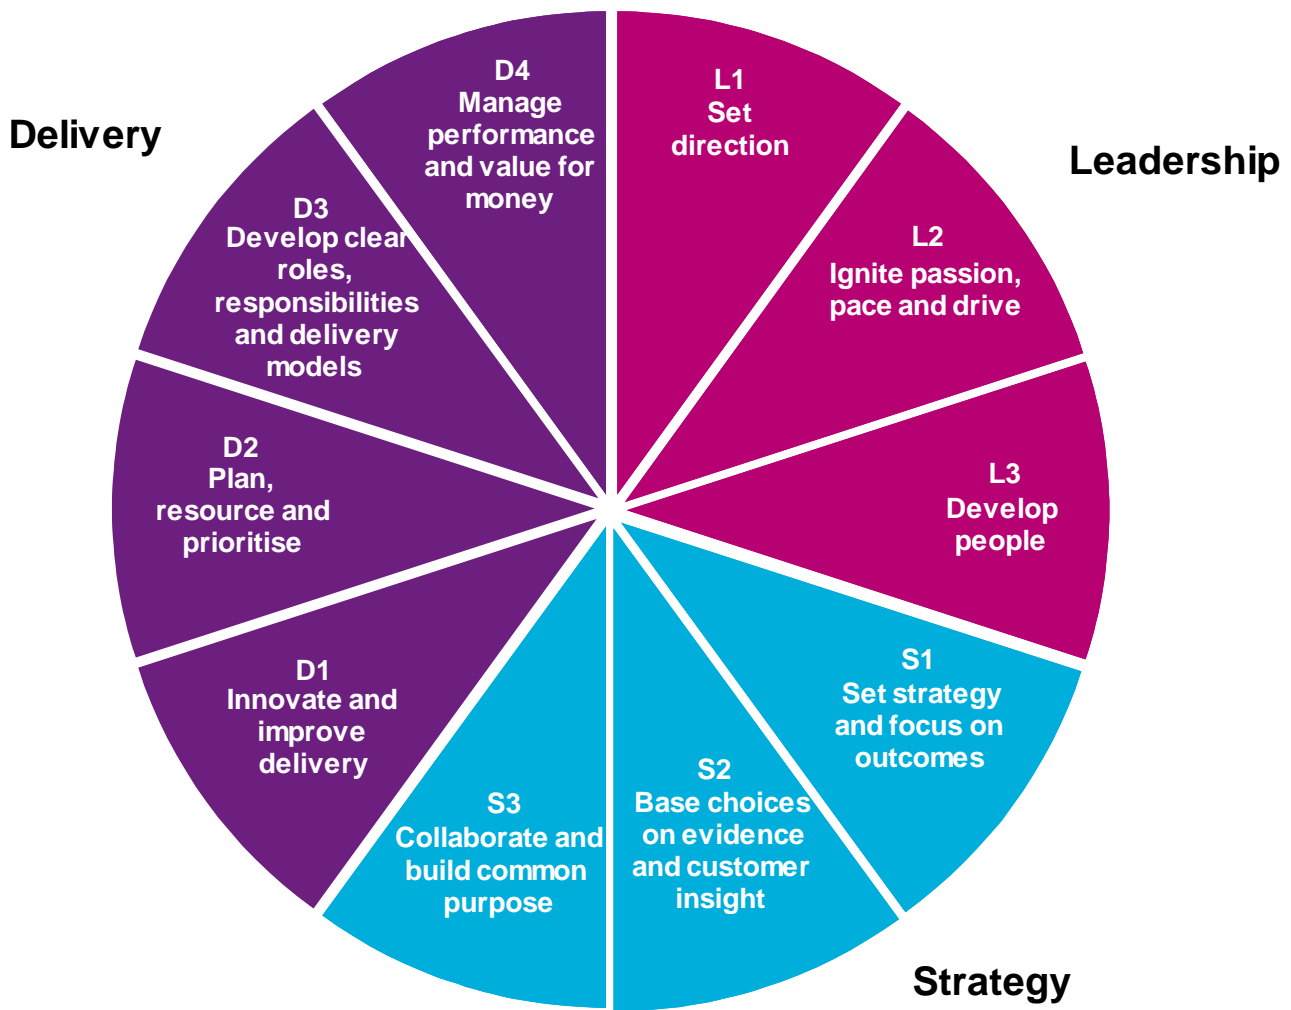 Delivery
Leadership
Strategy
L1
Set
direction
L2
Ignite passion,
pace and drive
L3
Develop
people
S1
Set strategy
and focus on
outcomes
S2
Base choices
on evidence
and customer
insight
S3
Collaborate and
build common
purpose
D1
Innovate and
improve
delivery
D2
Plan,
resource and
prioritise
D3
Develop clear
roles,
responsibilities
and delivery
models
D4
Manage
performance
and value for
money